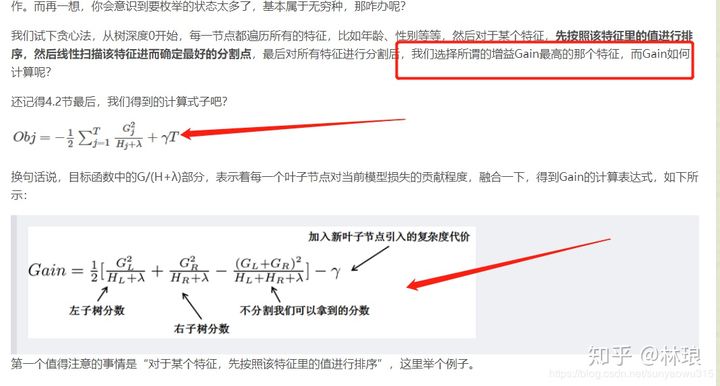 作。而再一想，你会意识到要枚举的状态太多了，基本属于无穷种，那咋办呢？
我们试下贪心法，从树深度0开始，每一节点都遍历所有的特征，比如年龄、性别等等，然后对于某个特征，先按照该特征里的值进行排
序，然后线性扫描该特征进而确定最好的分割点，最后对所有特征进行分割后，我们选择所谓的增益Gain最高的那个特征，而Gain如何
计算呢？
还记得4.2节最后，我们得到的计算式子吧？
Obj = -\frac{1}{2} \sum_{j=1}^{T} \frac{G_j^2}{H_j+\lambda} + \gamma T
换句话说，目标函数中的G/(H+λ)部分，表示着每一个叶子节点对当前模型损失的贡献程度，融合一下，得到Gain的计算表达式，如下所
示：
加入新叶子节点引入的复杂度代价
Gain = \frac{1}{2}[\frac{G_L^2}{H_L+\lambda} + \frac{G_R^2}{H_R+\lambda} - \frac{(G_L+G_R)^2}{H_L+H_R+\lambda}] - \gamma
左子树分数
不分割我们可以拿到的分数
右子树分数
第一个值得注意的事情是“对于某个特征，先按照该特征里的值进行排序”，这里举个例子。
知乎 @林琅
https://blog.csdn.net/sunyaowu315